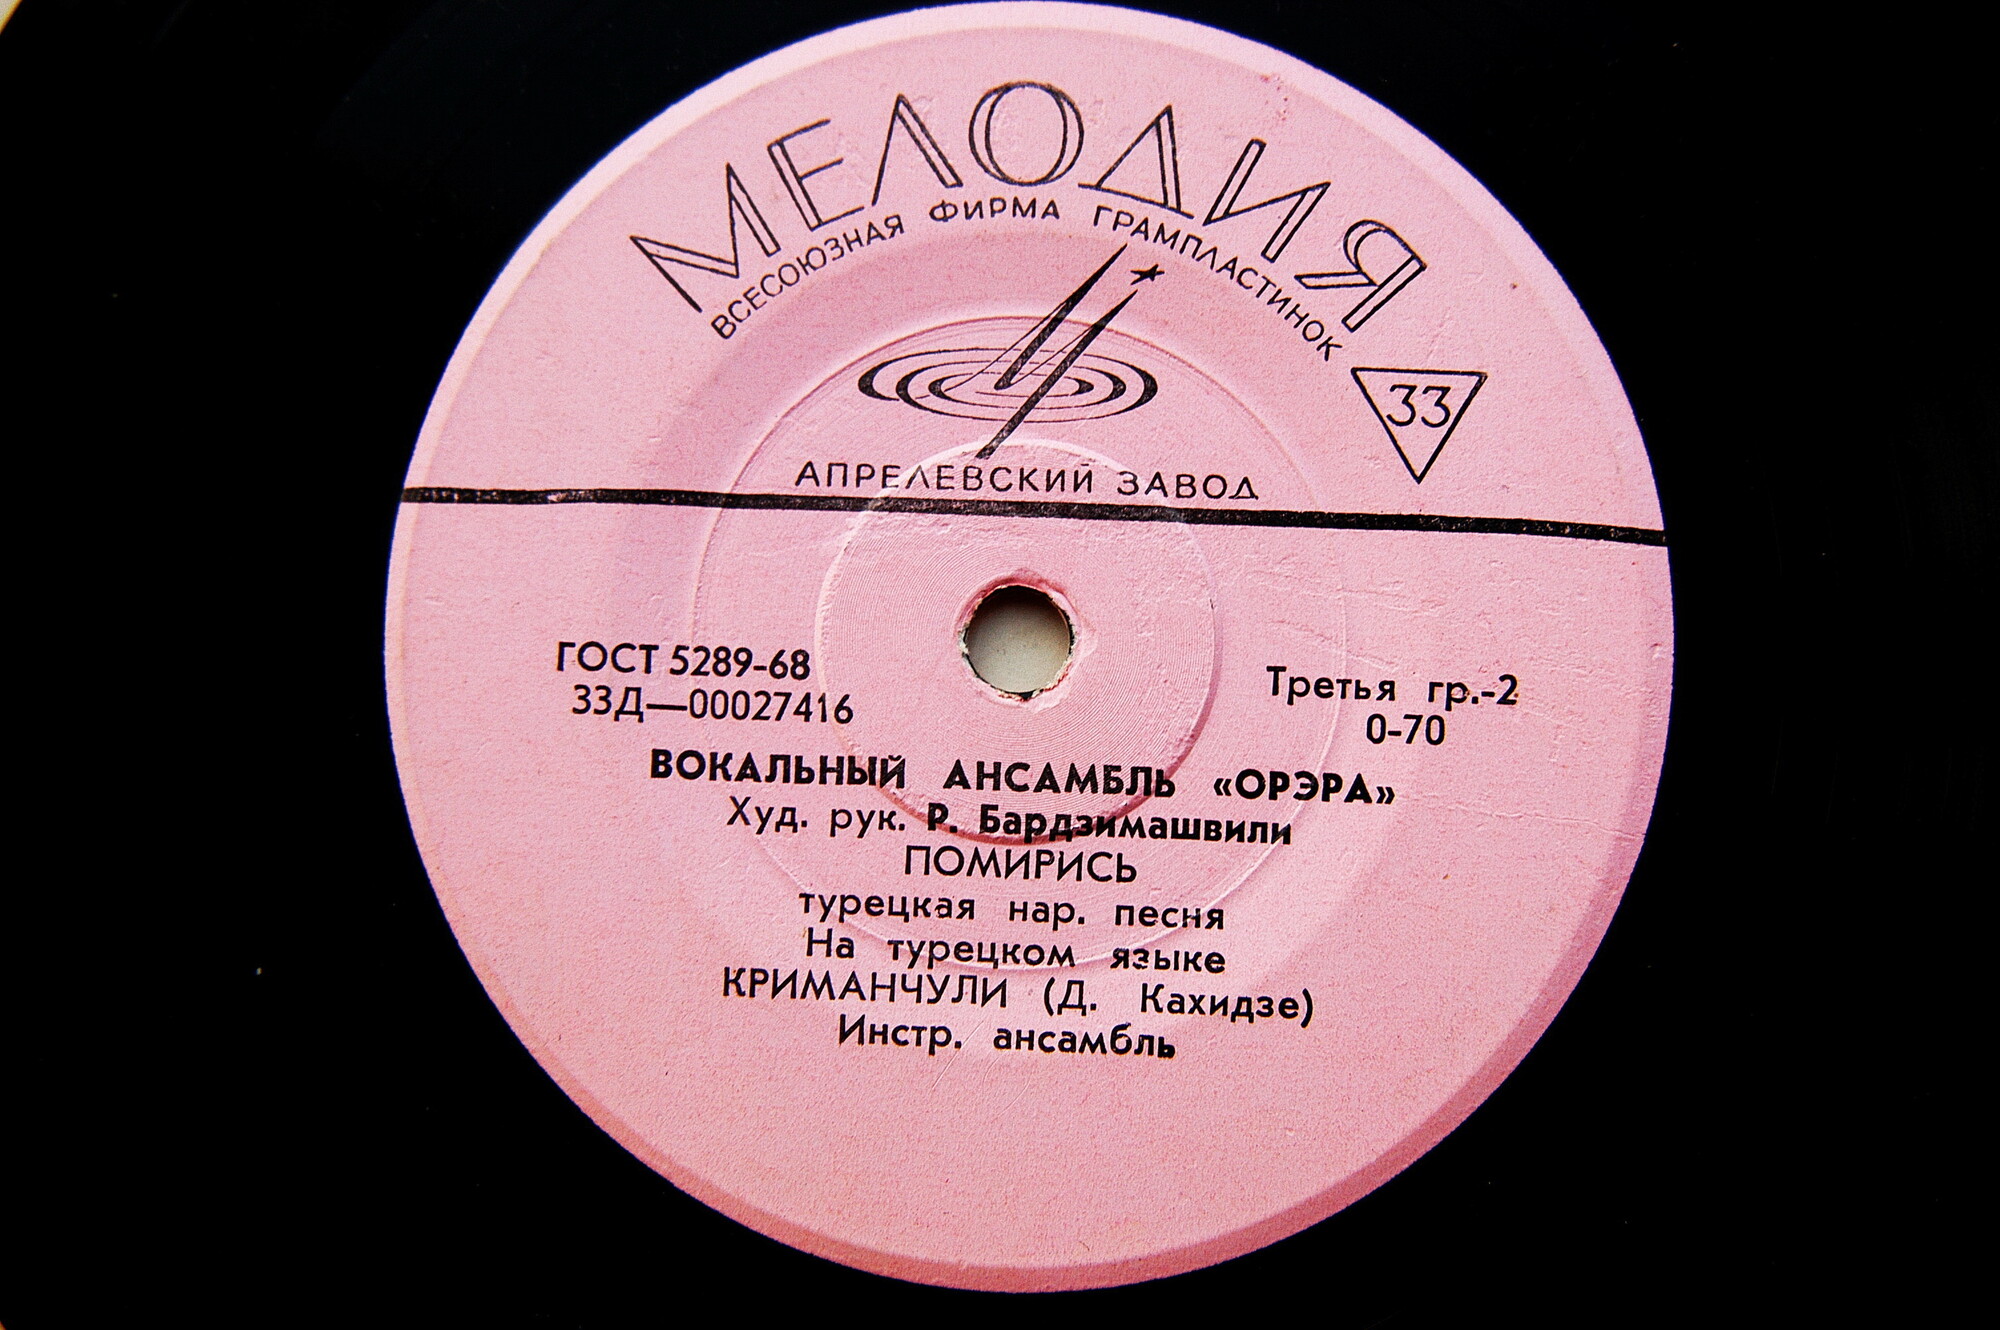 МЕЛОДИЯ
ВСЕСОЮЗНАЯ ФИРМА ГРАМПЛАСТИНОК
33
АПРЕЛЕВСКИЙ ЗАВОД
ГОСТ 5289-68
33Д—00027416
Третья гр.-2
0-70
ВОКАЛЬНЫЙ АНСАМБЛЬ «ОРЭРА»
Худ. рук. Р. Бардзимашвили
ПОМИРИСЬ
турецкая нар. песня
На турецком языке
КРИМАНЧУЛИ (Д. Кахидзе)
Инстр. ансамбль